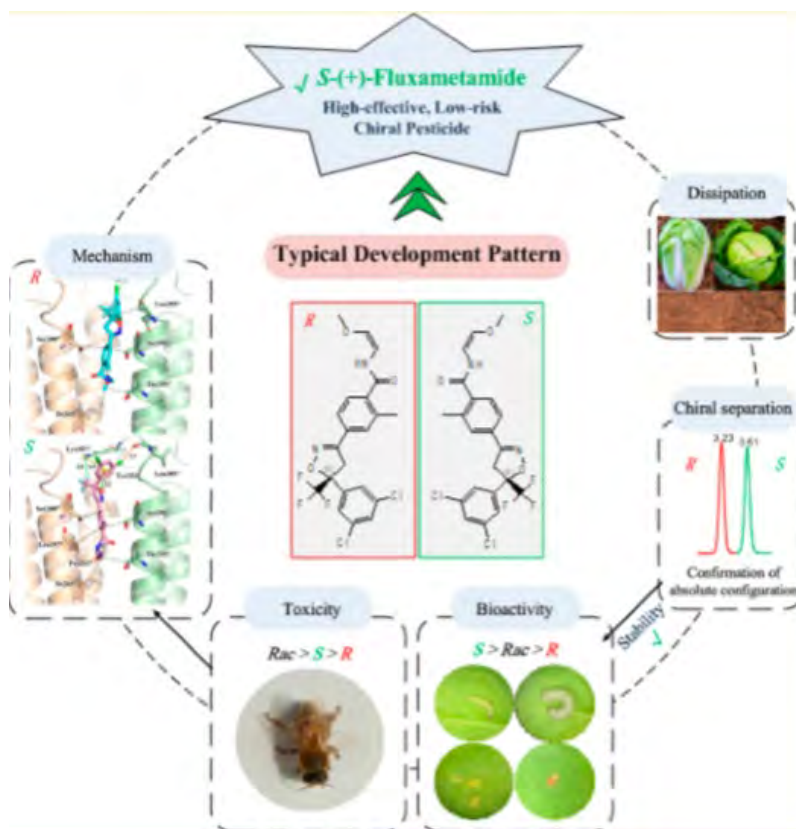 √ S-(+)-Fluxametamide
High-effective, Low-risk
Chiral Pesticide
Dissipation
Typical Development Pattern
Mechanism
R
S
R
S
Chiral separation
3.23
3.61
R
S
Confirmation of
absolute configuration
Stability
√
Toxicity
Rac > S > R
Bioactivity
S > Rac > R